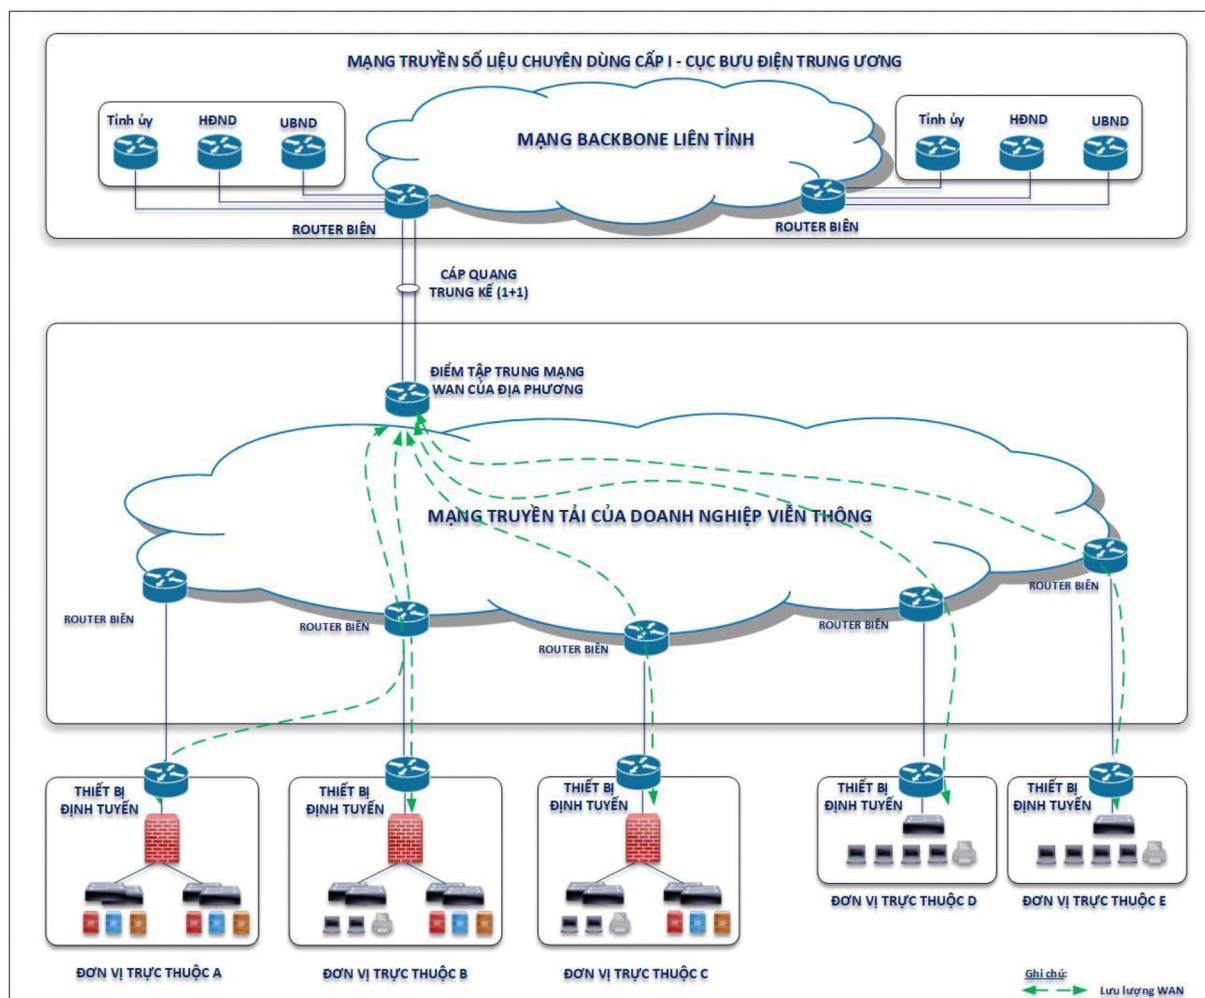 MẠNG TRUYỀN SỐ LIỆU CHUYÊN DÙNG CẤP I - CỤC BƯU ĐIỆN TRUNG ƯƠNG
Tỉnh ủy
HĐND
UBND
MẠNG BACKBONE LIÊN TỈNH
Tỉnh ủy
HĐND
UBND
ROUTER BIÊN
ROUTER BIÊN
CÁP QUANG
TRUNG KẾ (1+1)
ĐIỂM TẬP TRUNG MẠNG
WAN CỦA ĐỊA PHƯƠNG
MẠNG TRUYỀN TẢI CỦA DOANH NGHIỆP VIỄN THÔNG
ROUTER BIÊN
ROUTER BIÊN
ROUTER BIÊN
ROUTER BIÊN
ROUTER BIÊN
THIẾT BỊ
ĐỊNH TUYẾN
THIẾT BỊ
ĐỊNH TUYẾN
THIẾT BỊ
ĐỊNH TUYẾN
THIẾT BỊ
ĐỊNH TUYẾN
THIẾT BỊ
ĐỊNH TUYẾN
ĐƠN VỊ TRỰC THUỘC D
ĐƠN VỊ TRỰC THUỘC E
ĐƠN VỊ TRỰC THUỘC A
ĐƠN VỊ TRỰC THUỘC B
ĐƠN VỊ TRỰC THUỘC C
Ghi chú:
Lưu lượng WAN